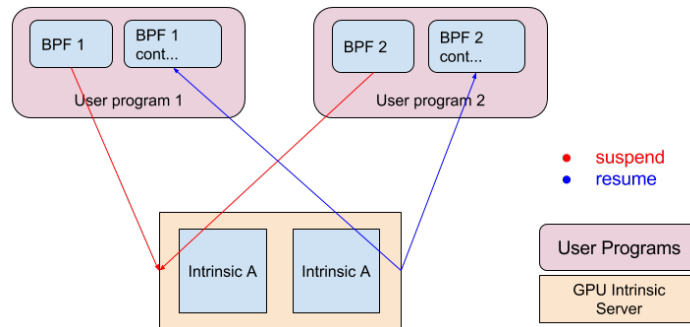 BPF 1
BPF 1
cont...
User program 1
BPF 2
BPF 2
cont...
User program 2
suspend
resume
Intrinsic A
Intrinsic A
User Programs
GPU Intrinsic
Server